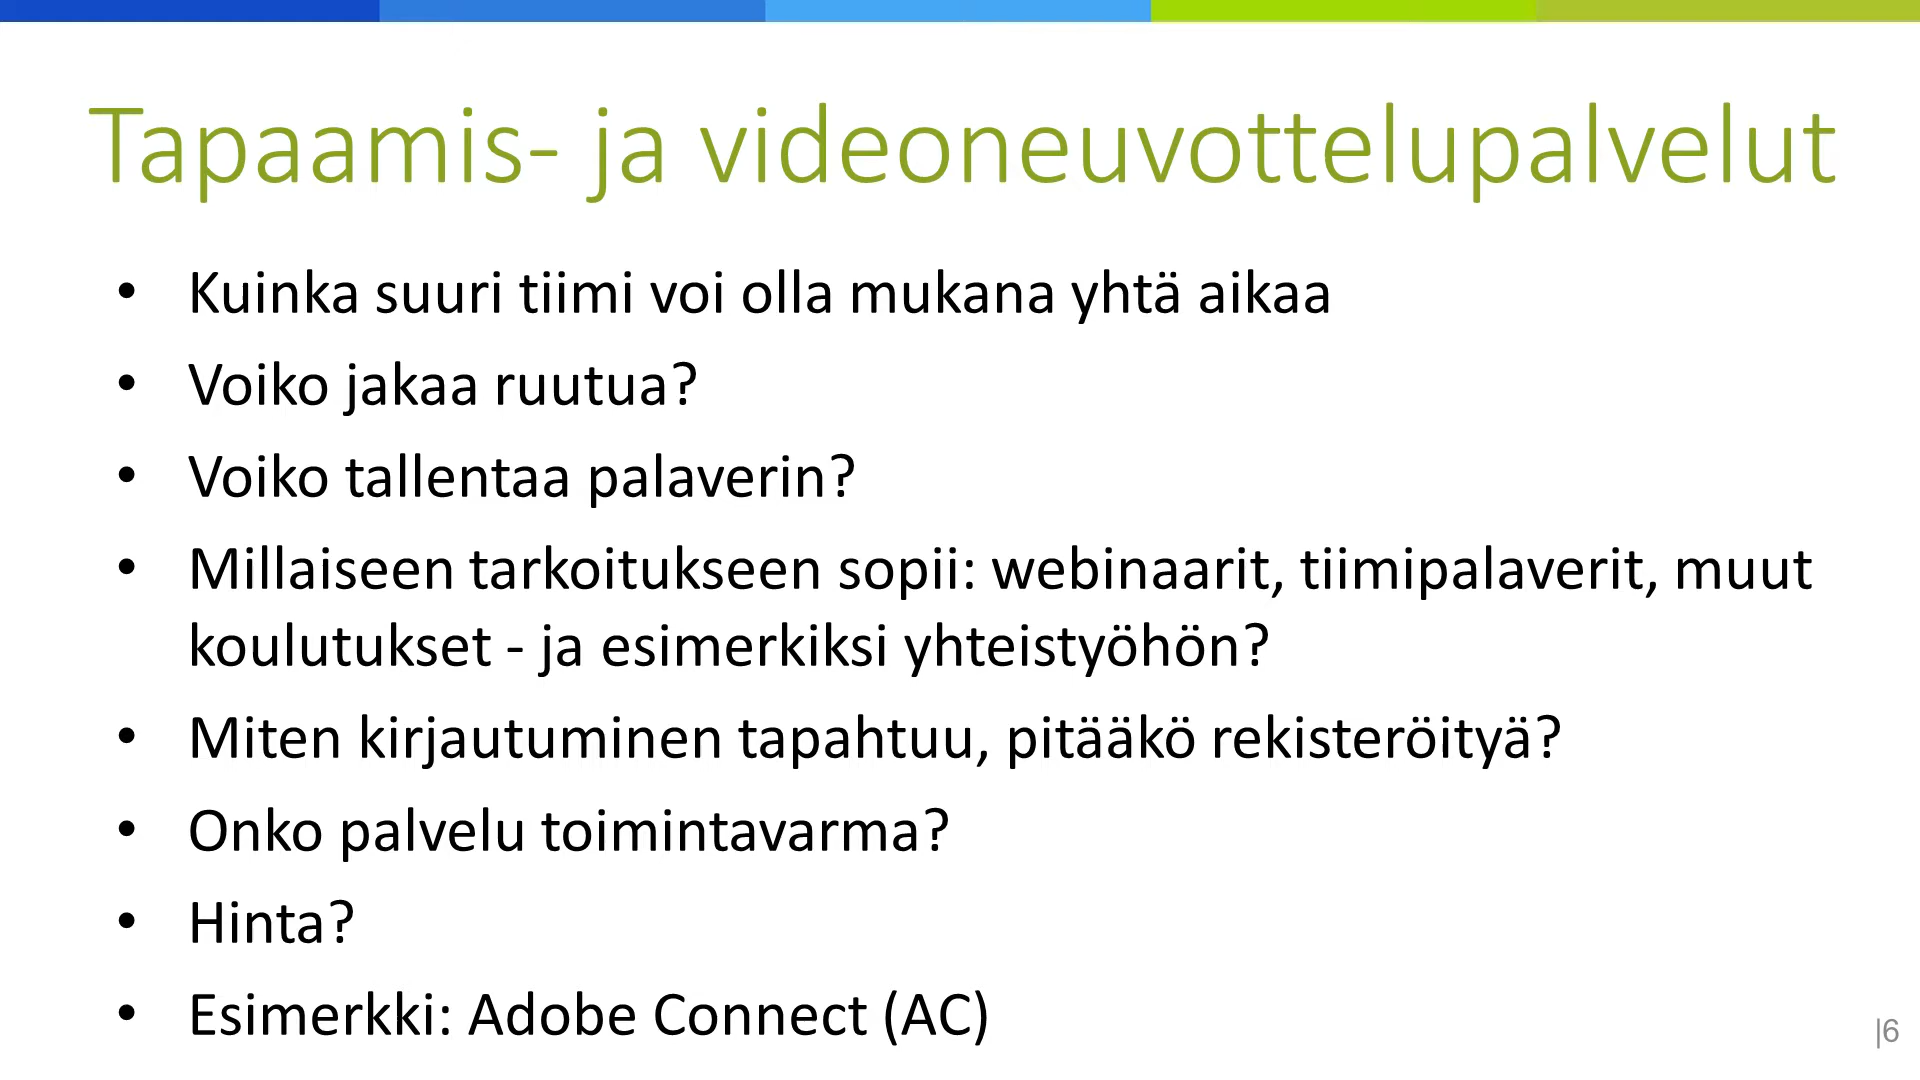 Tapaamis- ja videoneuvottelupalvelut
• Kuinka suuri tiimi voi olla mukana yhtä aikaa
• Voiko jakaa ruutua?
• Voiko tallentaa palaverin?
• Millaiseen tarkoitukseen sopii: webinaarit, tiimipalaverit, muut
koulutukset - ja esimerkiksi yhteistyöhön?
• Miten kirjautuminen tapahtuu, pitääkö rekisteröityä?
• Onko palvelu toimintavarma?
• Hinta?
• Esimerkki: Adobe Connect (AC)
|6